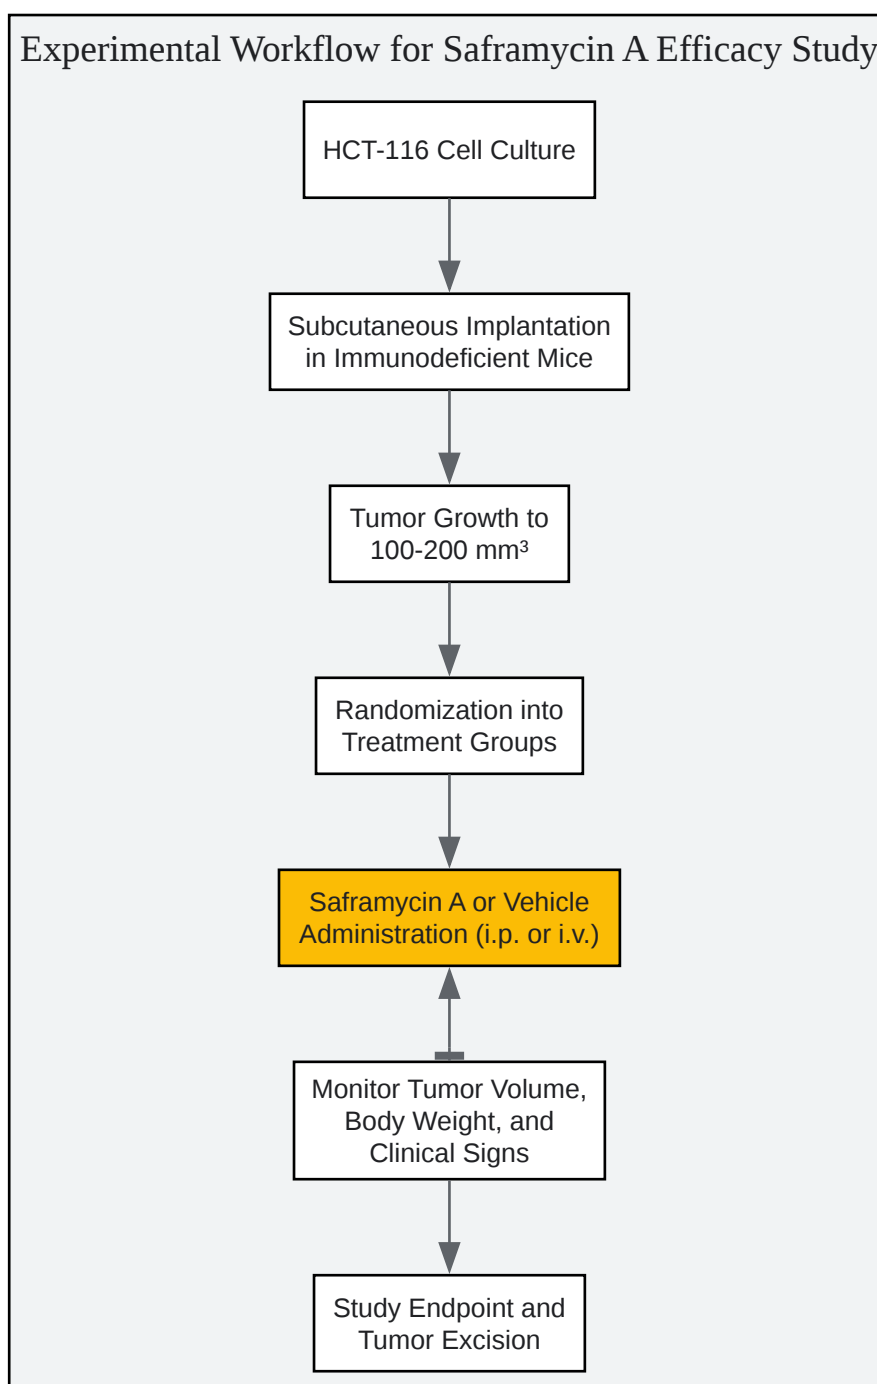 Experimental Workflow for Saframycin A Efficacy Study
HCT-116 Cell Culture
Subcutaneous Implantation
in Immunodeficient Mice
Tumor Growth to
100-200 mm³
Randomization into
Treatment Groups
Saframycin A or Vehicle
Administration (i.p. or i.v.)
Monitor Tumor Volume,
Body Weight, and
Clinical Signs
Study Endpoint and
Tumor Excision